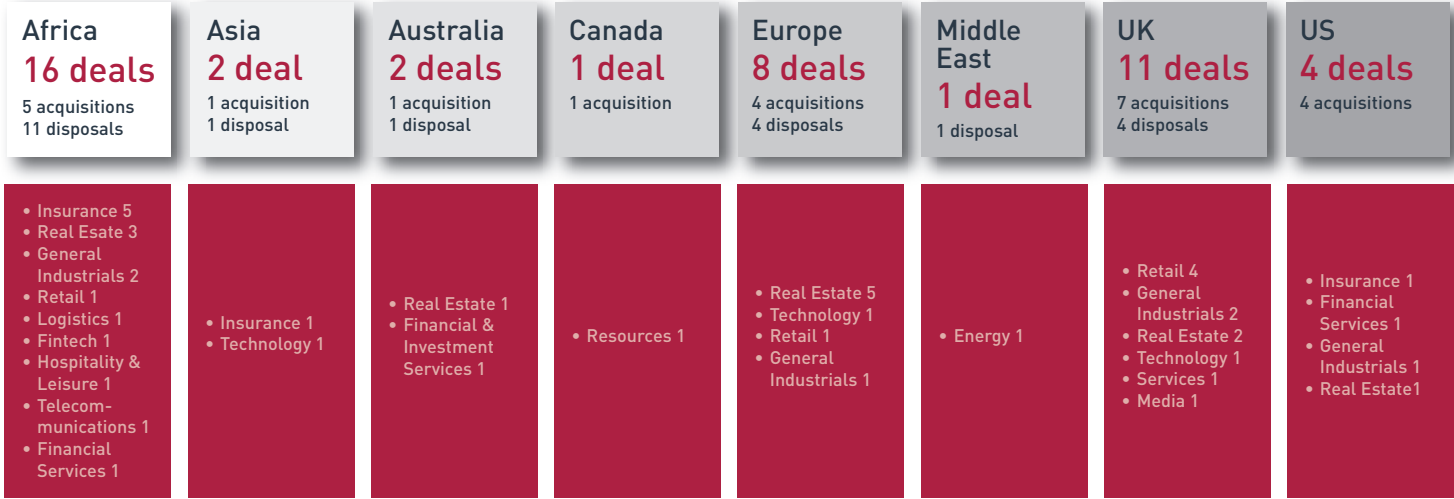 Africa
16 deals
5 acquisitions
11 disposals
Asia
2 deal
1 acquisition
1 disposal
Australia
2 deals
1 acquisition
1 disposal
Canada
1 deal
1 acquisition
Europe
8 deals
4 acquisitions
4 disposals
Middle
East
1 deal
1 disposal
UK
11 deals
7 acquisitions
4 disposals
US
4 deals
4 acquisitions
• Insurance 5
• Real Esate 3
• General
Industrials 2
• Retail 1
• Logistics 1
• Fintech 1
• Hospitality &
Leisure 1
• Telecom-
munications 1
• Financial
Services 1
• Insurance 1
• Technology 1
• Real Estate 1
• Financial &
Investment
Services 1
• Resources 1
• Real Estate 5
• Technology 1
• Retail 1
• General
Industrials 1
• Energy 1
• Retail 4
• General
Industrials 2
• Real Estate 2
• Technology 1
• Services 1
• Media 1
• Insurance 1
• Financial
Services 1
• General
Industrials 1
• Real Estate1